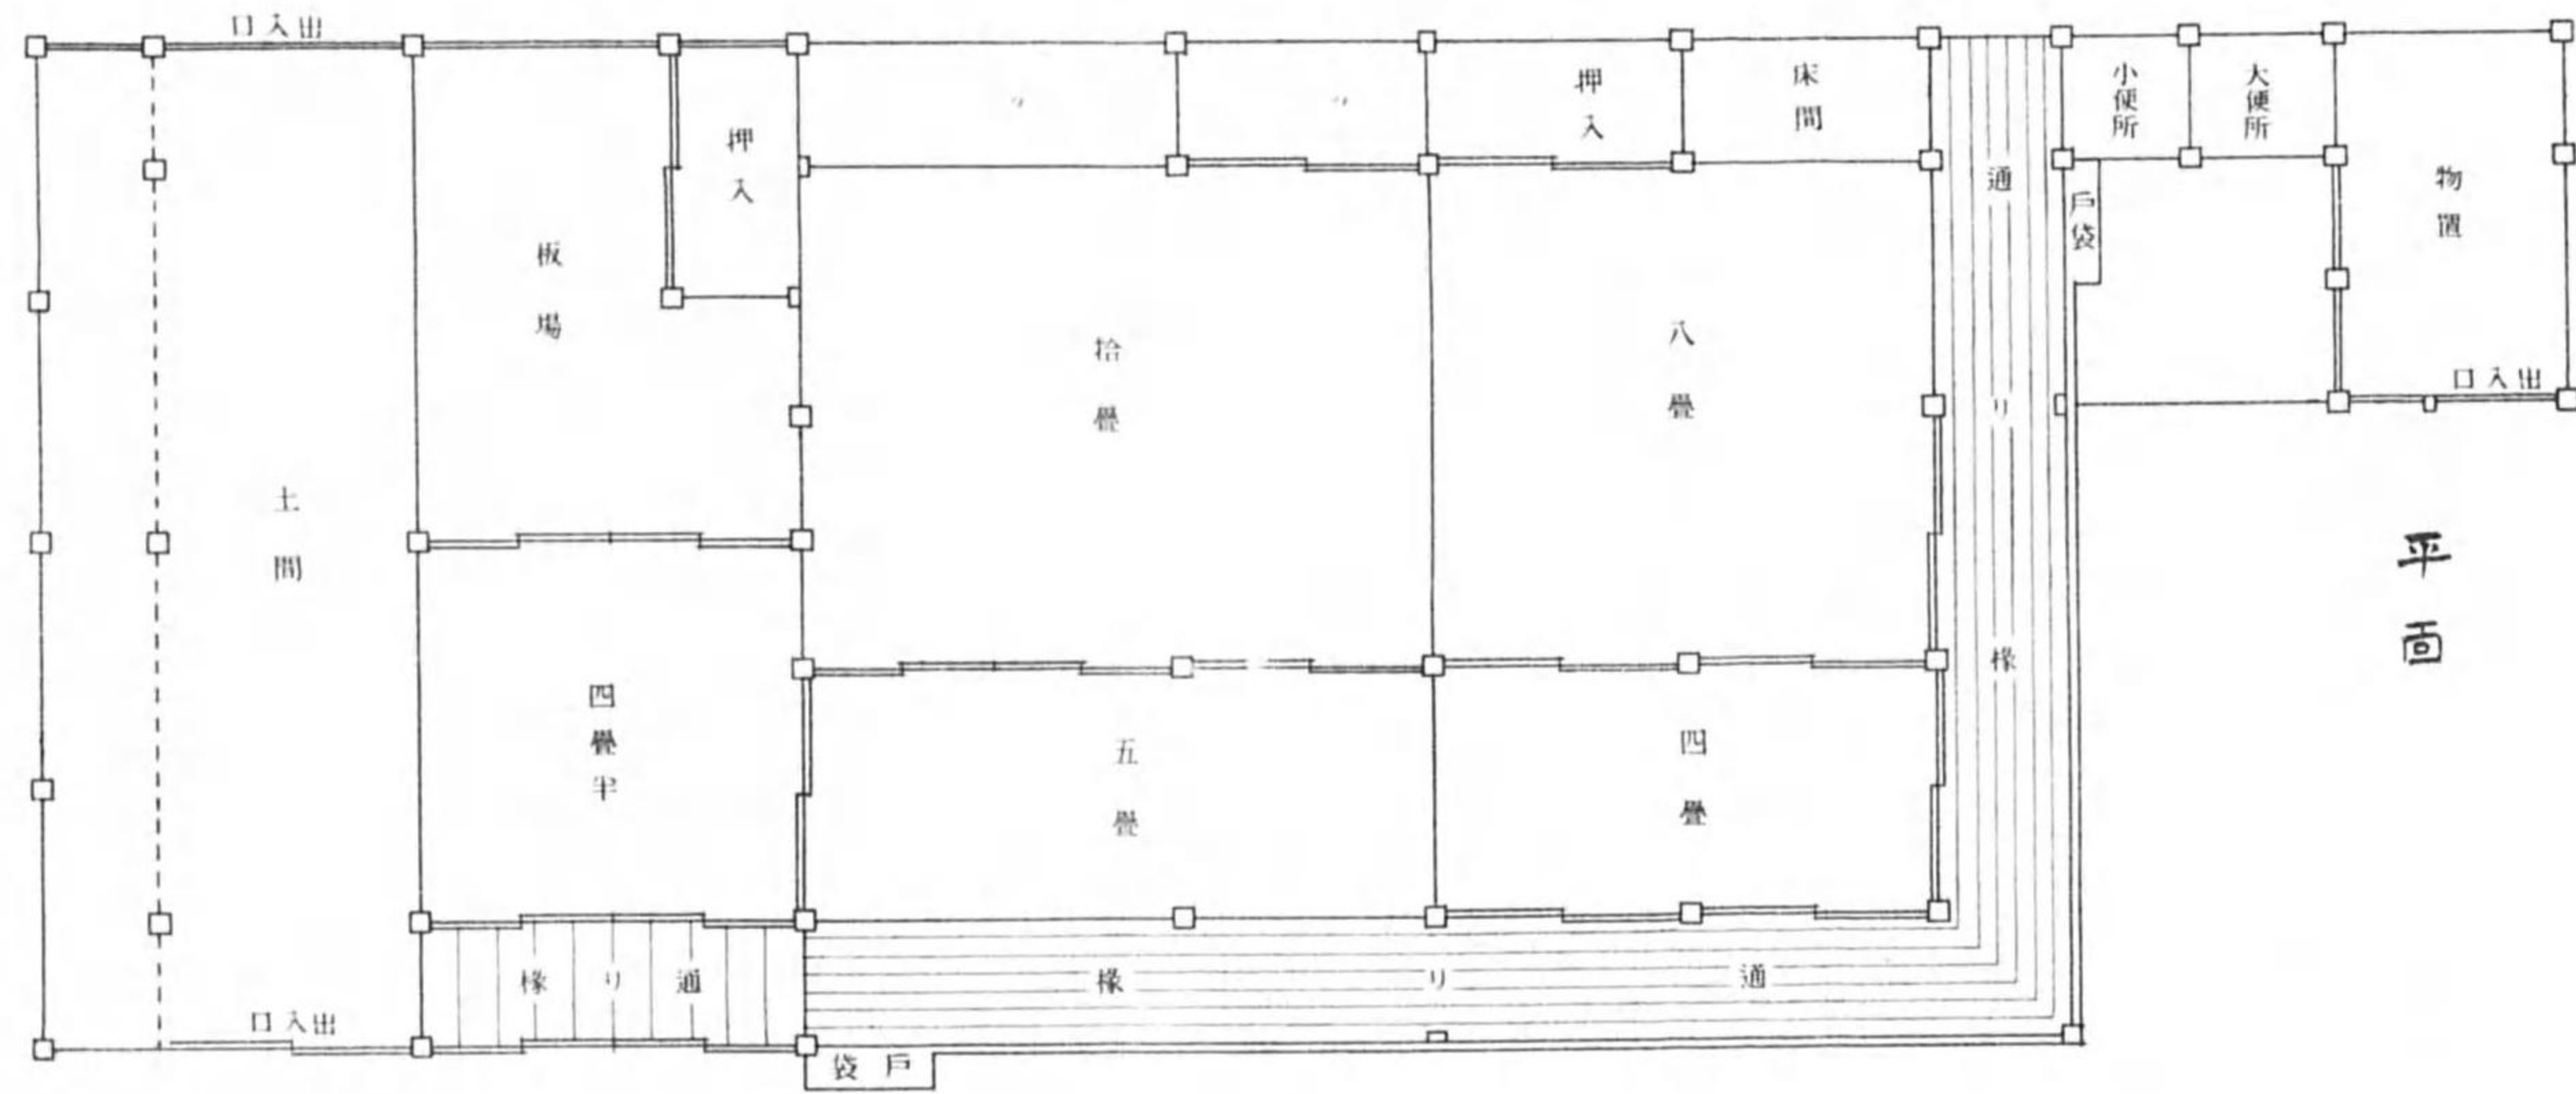 平面
出入口
押入
〃
〃
押入
床間
小便所
大便所
物置
戸袋
出入口
板場
拾畳
八畳
土間
四畳半
五畳
四畳
通り椽
通り椽
通り椽
出入口
戸袋